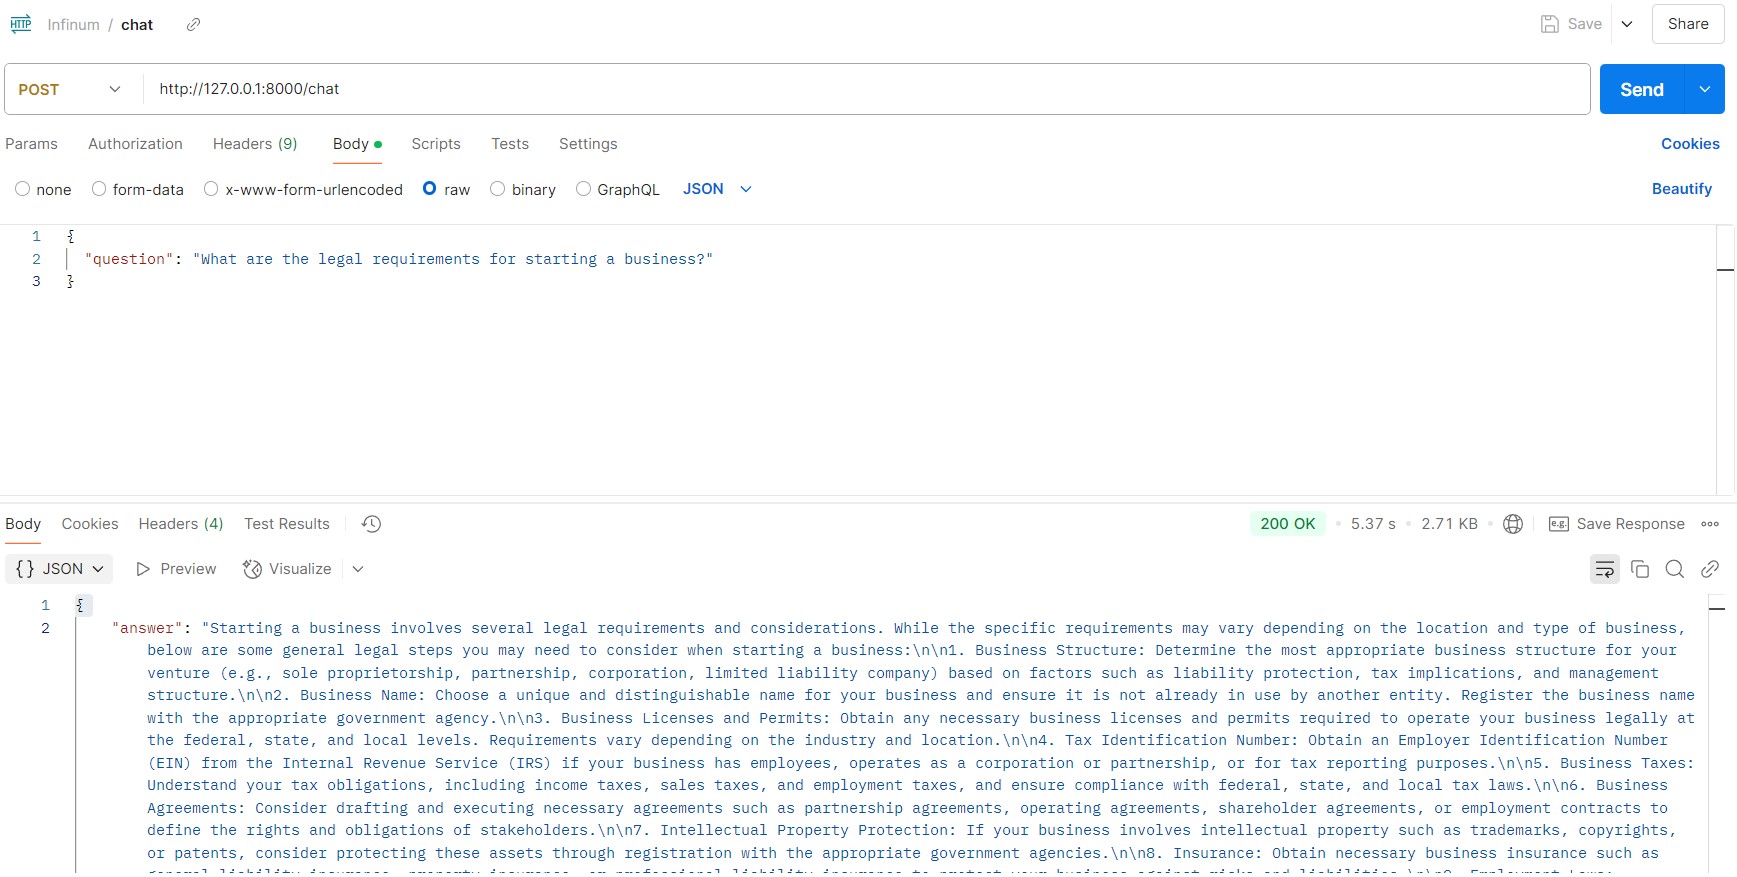 HTTP Infinum / chat Save Share
POST http://127.0.0.1:8000/chat Send
Params Authorization Headers (9) Body Scripts Tests Settings Cookies
none form-data x-www-form-urlencoded raw binary GraphQL JSON Beautify
1 {
2 "question": "What are the legal requirements for starting a business?"
3 }
Body Cookies Headers (4) Test Results 200 OK • 5.37 s • 2.71 KB • e.g. Save Response
{} JSON Preview Visualize
1 {
2 "answer": "Starting a business involves several legal requirements and considerations. While the specific requirements may vary depending on the location and type of business,
below are some general legal steps you may need to consider when starting a business:\n\n1. Business Structure: Determine the most appropriate business structure for your
venture (e.g., sole proprietorship, partnership, corporation, limited liability company) based on factors such as liability protection, tax implications, and management
structure.\n\n2. Business Name: Choose a unique and distinguishable name for your business and ensure it is not already in use by another entity. Register the business name
with the appropriate government agency.\n\n3. Business Licenses and Permits: Obtain any necessary business licenses and permits required to operate your business legally at
the federal, state, and local levels. Requirements vary depending on the industry and location.\n\n4. Tax Identification Number: Obtain an Employer Identification Number
(EIN) from the Internal Revenue Service (IRS) if your business has employees, operates as a corporation or partnership, or for tax reporting purposes.\n\n5. Business Taxes:
Understand your tax obligations, including income taxes, sales taxes, and employment taxes, and ensure compliance with federal, state, and local tax laws.\n\n6. Business
Agreements: Consider drafting and executing necessary agreements such as partnership agreements, operating agreements, shareholder agreements, or employment contracts to
define the rights and obligations of stakeholders.\n\n7. Intellectual Property Protection: If your business involves intellectual property such as trademarks, copyrights,
or patents, consider protecting these assets through registration with the appropriate government agencies.\n\n8. Insurance: Obtain necessary business insurance such as